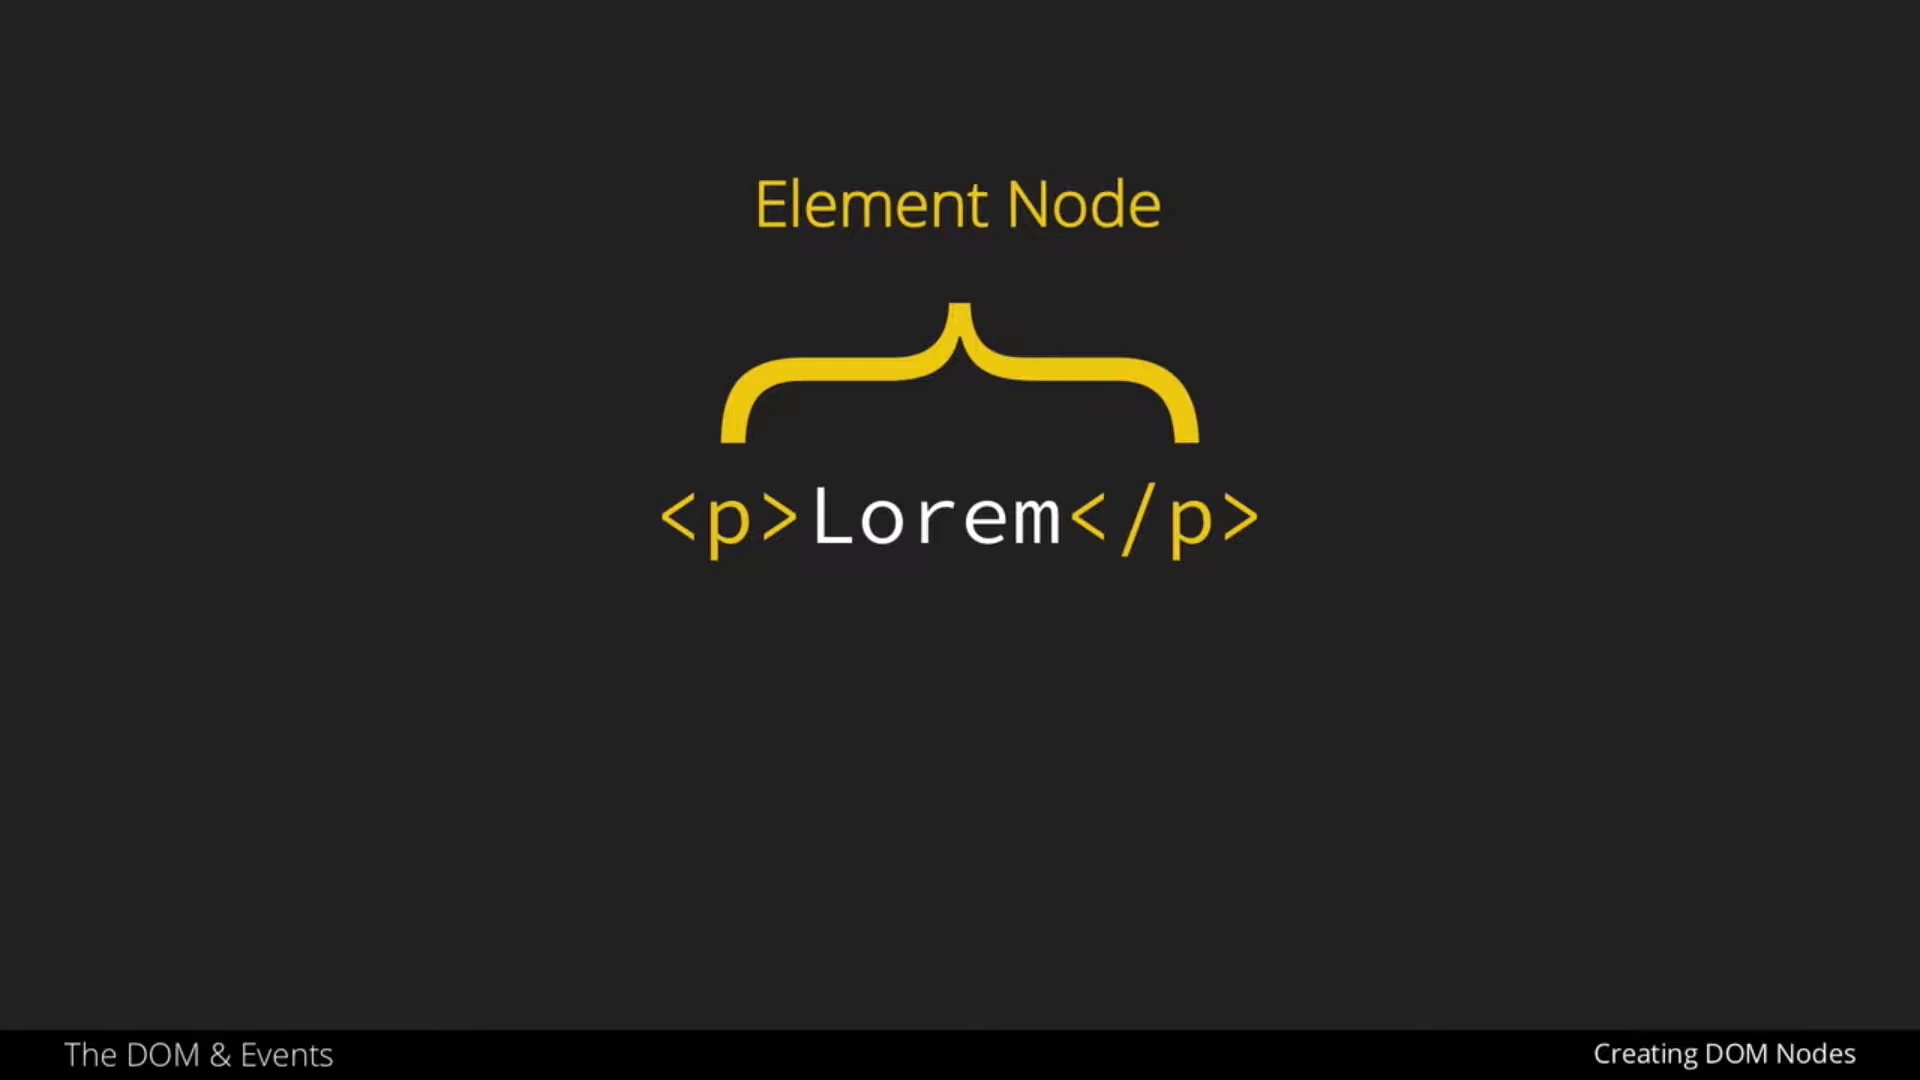 Element Node
<p>Lorem</p>
The DOM & Events
Creating DOM Nodes